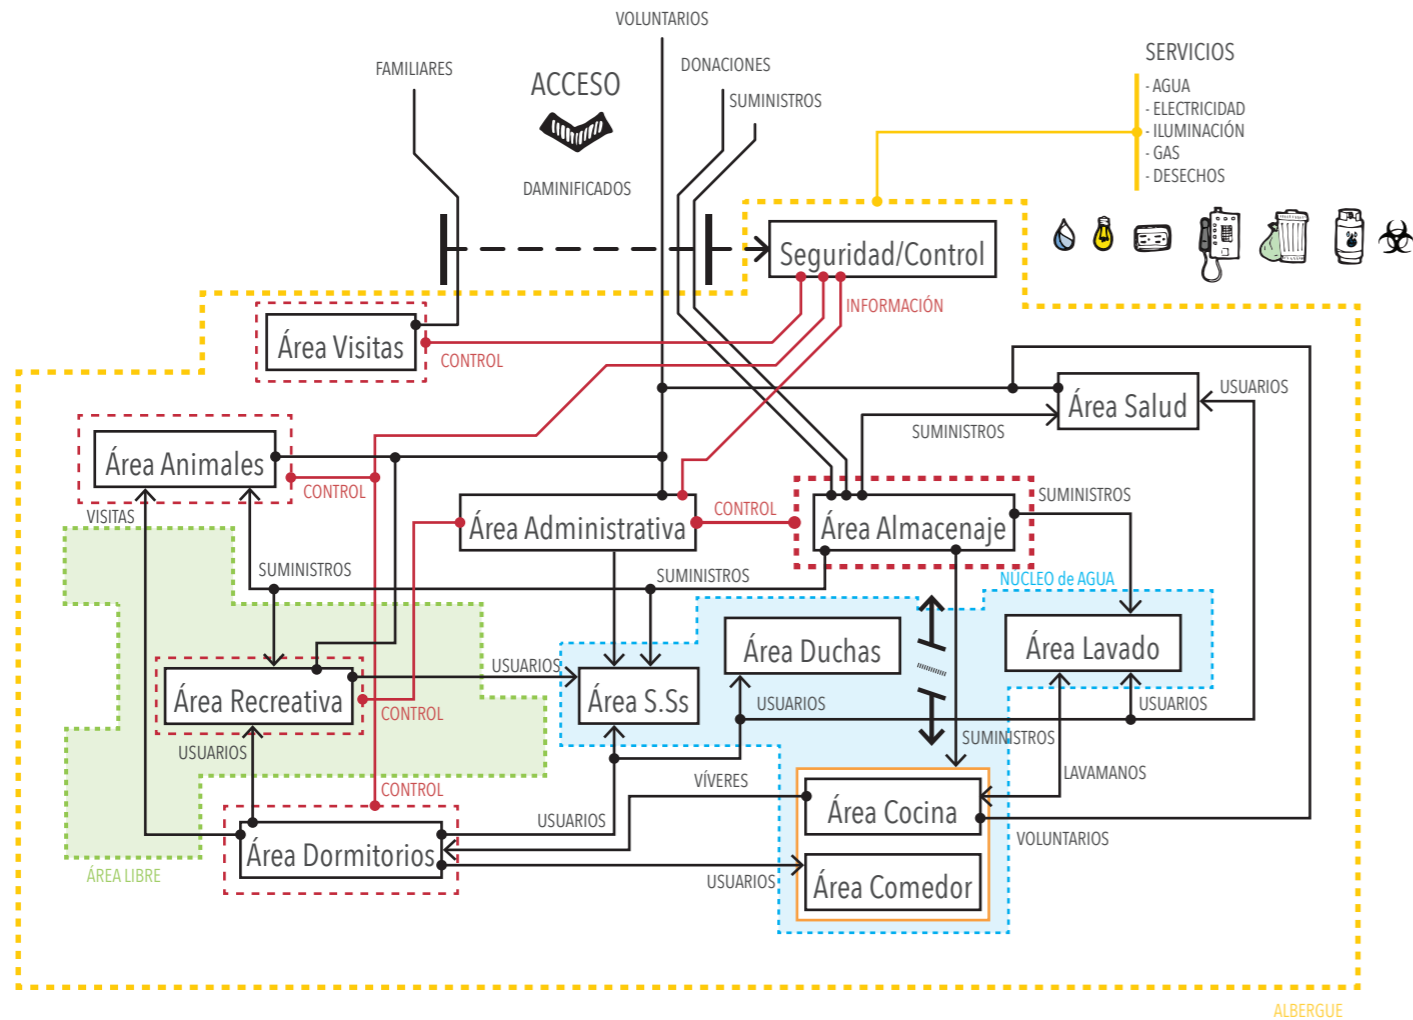 VOLUNTARIOS
FAMILIARES
ACCESO
DONACIONES
SUMINISTROS
DAMINIFICADOS
SERVICIOS
- AGUA
- ELECTRICIDAD
- ILUMINACIÓN
- GAS
- DESECHOS
Seguridad/Control
INFORMACIÓN
Área Visitas
CONTROL
Área Salud
USUARIOS
SUMINISTROS
Área Animales
CONTROL
VISITAS
Área Administrativa
CONTROL
Área Almacenaje
SUMINISTROS
SUMINISTROS
SUMINISTROS
NUCLEO de AGUA
Área Duchas
Área Lavado
USUARIOS
Área Recreativa
CONTROL
Área S.Ss
USUARIOS
USUARIOS
USUARIOS
SUMINISTROS
LAVAMANOS
CONTROL
VÍVERES
Área Cocina
USUARIOS
VOLUNTARIOS
Área Dormitorios
ÁREA LIBRE
USUARIOS
Área Comedor
ALBERGUE